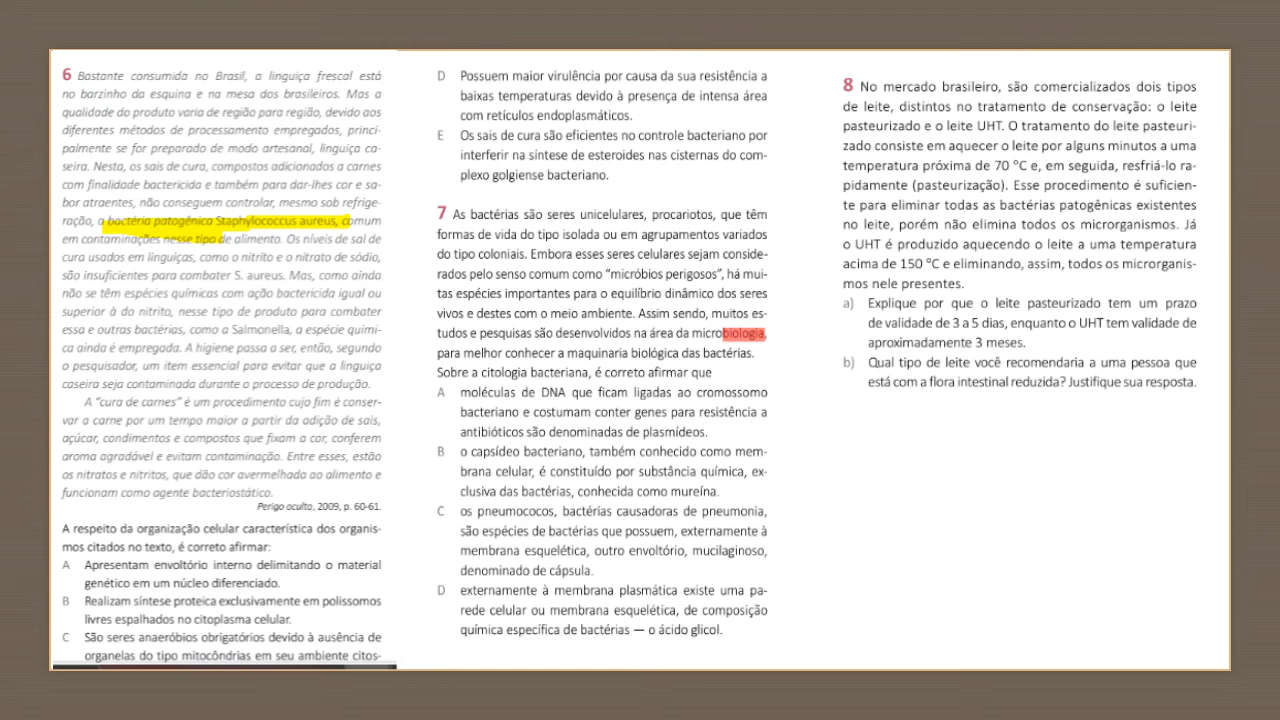 6 Bastante consumida no Brasil, a linguiça frescal está
no barzinho da esquina e na mesa dos brasileiros. Mas a
qualidade do produto varia de região para região, devido aos
diferentes métodos de processamento empregados, princi-
palmente se for preparado de modo artesanal, linguiça ca-
seira. Nesta, os sais de cura, compostos adicionados a carnes
com finalidade bactericida e também para dar-lhes cor e sa-
bor atraentes, não conseguem controlar, mesmo sob refrige-
ração, a bactéria patogênica Staphylococcus aureus, comum
em contaminações nesse tipo de alimento. Os níveis de sal de
cura usados em linguiças, como o nitrito e o nitrato de sódio,
são insuficientes para combater S. aureus. Mas, como ainda
não se têm espécies químicas com ação bactericida igual ou
superior à do nitrito, nesse tipo de produto para combater
essa e outras bactérias, como a Salmonella, a espécie quími-
ca ainda é empregada. A higiene passa a ser, então, segundo
o pesquisador, um item essencial para evitar que a linguiça
caseira seja contaminada durante o processo de produção.
A “cura de carnes” é um procedimento cujo fim é conser-
var a carne por um tempo maior a partir da adição de sais,
açúcar, condimentos e compostos que fixam a cor, conferem
aroma agradável e evitam contaminação. Entre esses, estão
os nitratos e nitritos, que dão cor avermelhada ao alimento e
funcionam como agente bacteriostático.
Perigo oculto, 2009, p. 60-61.
A respeito da organização celular característica dos organis-
mos citados no texto, é correto afirmar:
A Apresentam envoltório interno delimitando o material
genético em um núcleo diferenciado.
B Realizam síntese proteica exclusivamente em polissomos
livres espalhados no citoplasma celular.
C São seres anaeróbios obrigatórios devido à ausência de
organelas do tipo mitocôndrias em seu ambiente citos-
D Possuem maior virulência por causa da sua resistência a
baixas temperaturas devido à presença de intensa área
com retículos endoplasmáticos.
E Os sais de cura são eficientes no controle bacteriano por
interferir na síntese de esteroides nas cisternas do com-
plexo golgiense bacteriano.
7 As bactérias são seres unicelulares, procariotos, que têm
formas de vida do tipo isolada ou em agrupamentos variados
do tipo coloniais. Embora esses seres celulares sejam conside-
rados pelo senso comum como “micróbios perigosos”, há mui-
tas espécies importantes para o equilíbrio dinâmico dos seres
vivos e destes com o meio ambiente. Assim sendo, muitos es-
tudos e pesquisas são desenvolvidos na área da microbiologia,
para melhor conhecer a maquinaria biológica das bactérias.
Sobre a citologia bacteriana, é correto afirmar que
A moléculas de DNA que ficam ligadas ao cromossomo
bacteriano e costumam conter genes para resistência a
antibióticos são denominadas de plasmídeos.
B o capsídeo bacteriano, também conhecido como mem-
brana celular, é constituído por substância química, ex-
clusiva das bactérias, conhecida como mureína.
C os pneumococos, bactérias causadoras de pneumonia,
são espécies de bactérias que possuem, externamente à
membrana esquelética, outro envoltório, mucilaginoso,
denominado de cápsula.
D externamente à membrana plasmática existe uma pa-
rede celular ou membrana esquelética, de composição
química específica de bactérias — o ácido glicol.
8 No mercado brasileiro, são comercializados dois tipos
de leite, distintos no tratamento de conservação: o leite
pasteurizado e o leite UHT. O tratamento do leite pasteuri-
zado consiste em aquecer o leite por alguns minutos a uma
temperatura próxima de 70 °C e, em seguida, resfriá-lo ra-
pidamente (pasteurização). Esse procedimento é suficien-
te para eliminar todas as bactérias patogênicas existentes
no leite, porém não elimina todos os microrganismos. Já
o UHT é produzido aquecendo o leite a uma temperatura
acima de 150 °C e eliminando, assim, todos os microrganis-
mos nele presentes.
a) Explique por que o leite pasteurizado tem um prazo
de validade de 3 a 5 dias, enquanto o UHT tem validade de
aproximadamente 3 meses.
b) Qual tipo de leite você recomendaria a uma pessoa que
está com a flora intestinal reduzida? Justifique sua resposta.